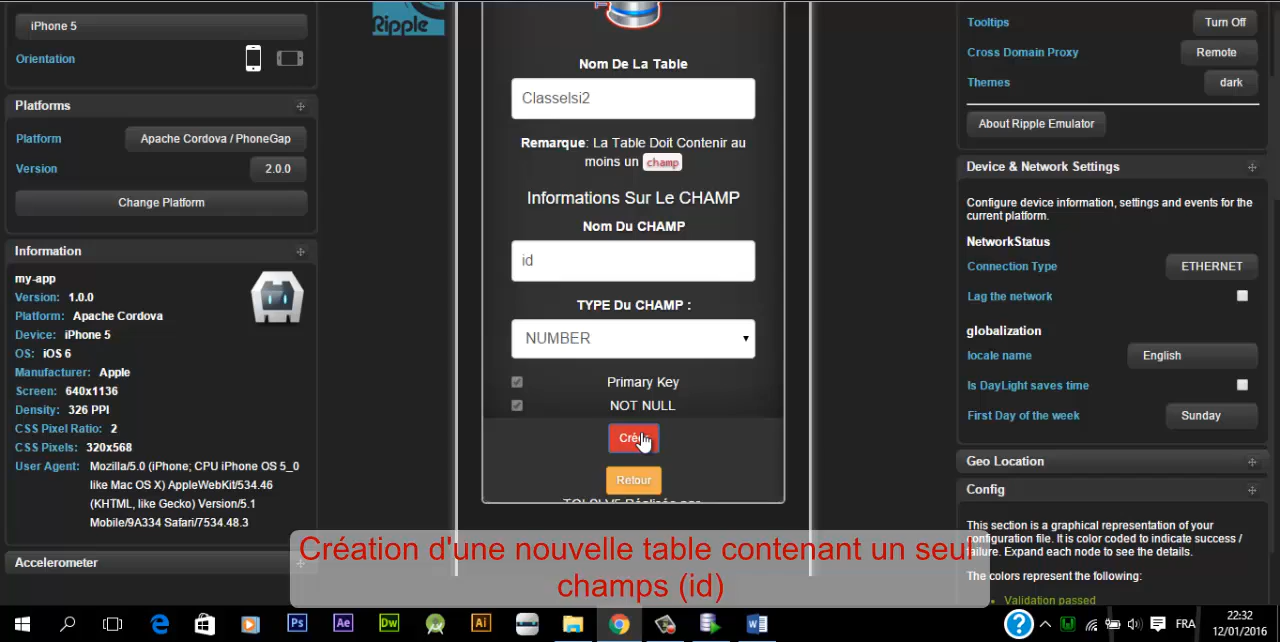 iPhone 5
Orientation
Platforms
Platform Apache Cordova / PhoneGap
Version 2.0.0
Change Platform
Information
my-app
Version: 1.0.0
Platform: Apache Cordova
Device: iPhone 5
OS: iOS 6
Manufacturer: Apple
Screen: 640x1136
Density: 326 PPI
CSS Pixel Ratio: 2
CSS Pixels: 320x568
User Agent: Mozilla/5.0 (iPhone; CPU iPhone OS 5_0
like Mac OS X) AppleWebKit/534.46
(KHTML, like Gecko) Version/5.1
Mobile/9A334 Safari/7534.48.3
Accelerometer
Ripple
Nom De La Table
Classelsi2
Remarque: La Table Doit Contenir au
moins un champ
Informations Sur Le CHAMP
Nom Du CHAMP
id
TYPE Du CHAMP :
NUMBER
Primary Key
NOT NULL
Retour
Tooltips Turn Off
Cross Domain Proxy Remote
Themes dark
About Ripple Emulator
Device & Network Settings
Configure device information, settings and events for the
current platform.
NetworkStatus
Connection Type ETHERNET
Lag the network
globalization
locale name English
Is DayLight saves time
First Day of the week Sunday
Geo Location
Config
This section is a graphical representation of your
configuration file. It is color coded to indicate success /
failure. Expand each node to see the details.
The colors represent the following:
Validation passed
Création d'une nouvelle table contenant un seul
champs (id)
Ps Ae Dw Ai
FRA
22:32
12/01/2016